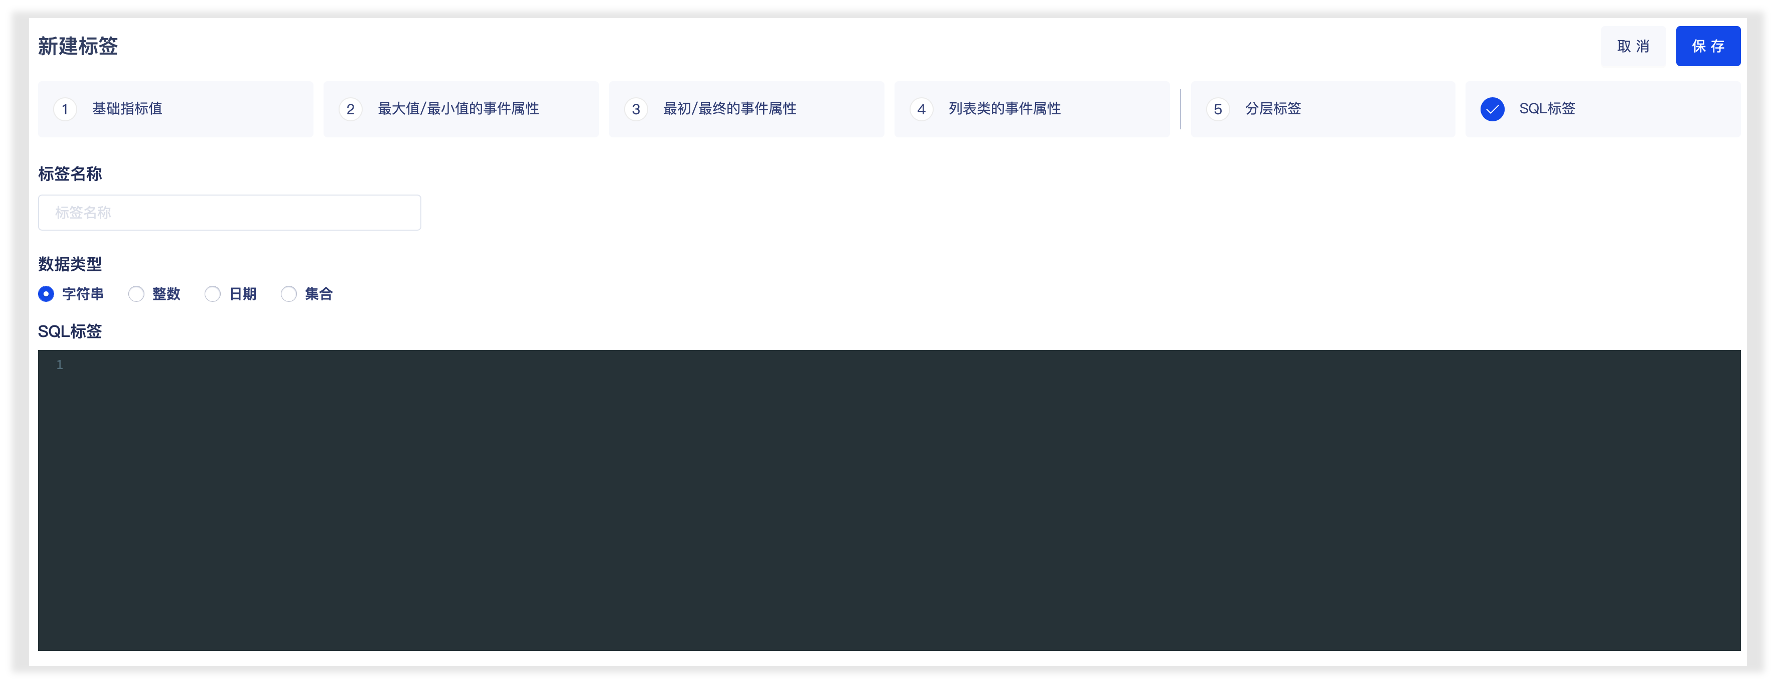 新建标签
取 消
保 存
1 基础指标值
2 最大值/最小值的事件属性
3 最初/最终的事件属性
4 列表类的事件属性
5 分层标签
SQL标签
标签名称
标签名称
数据类型
字符串 整数 日期 集合
SQL标签
1